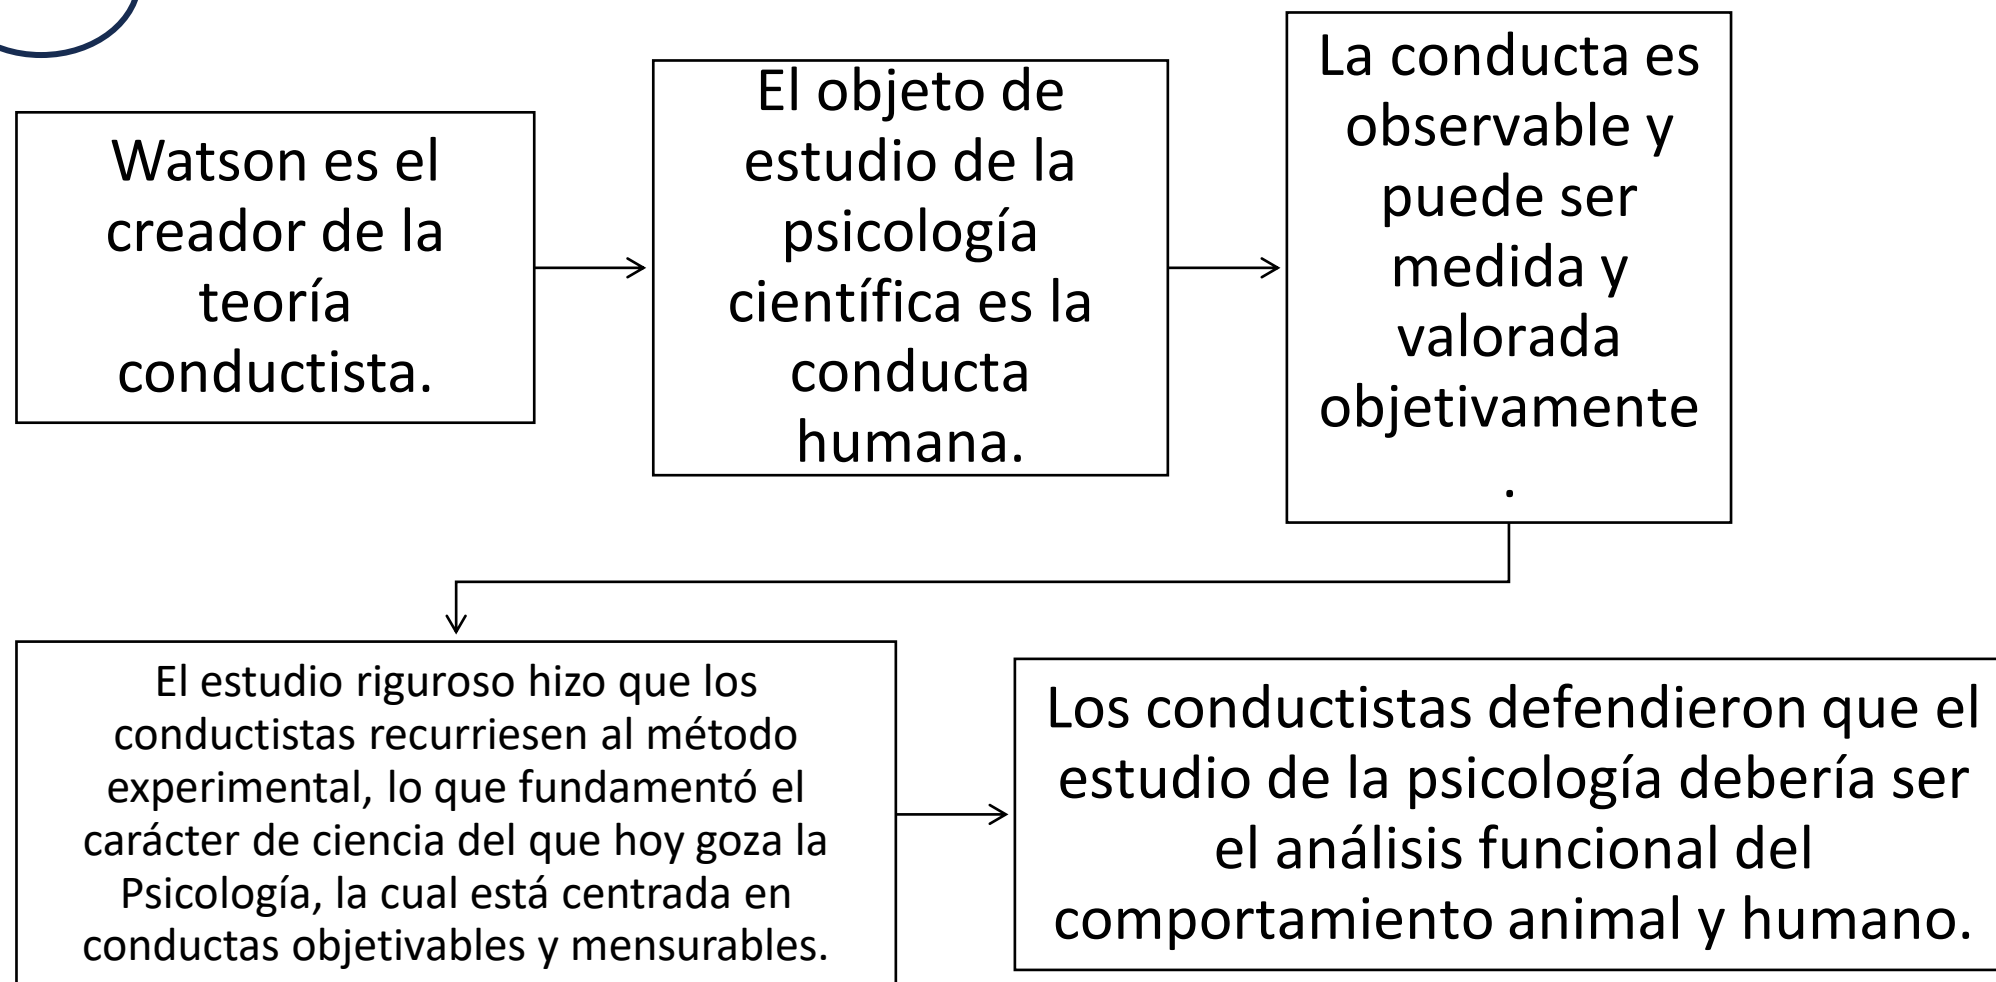 Watson es el
creador de la
teoría
conductista.
El objeto de
estudio de la
psicología
científica es la
conducta
humana.
La conducta es
observable y
puede ser
medida y
valorada
objetivamente
.
El estudio riguroso hizo que los
conductistas recurriesen al método
experimental, lo que fundamentó el
carácter de ciencia del que hoy goza la
Psicología, la cual está centrada en
conductas objetivables y mensurables.
Los conductistas defendieron que el
estudio de la psicología debería ser
el análisis funcional del
comportamiento animal y humano.